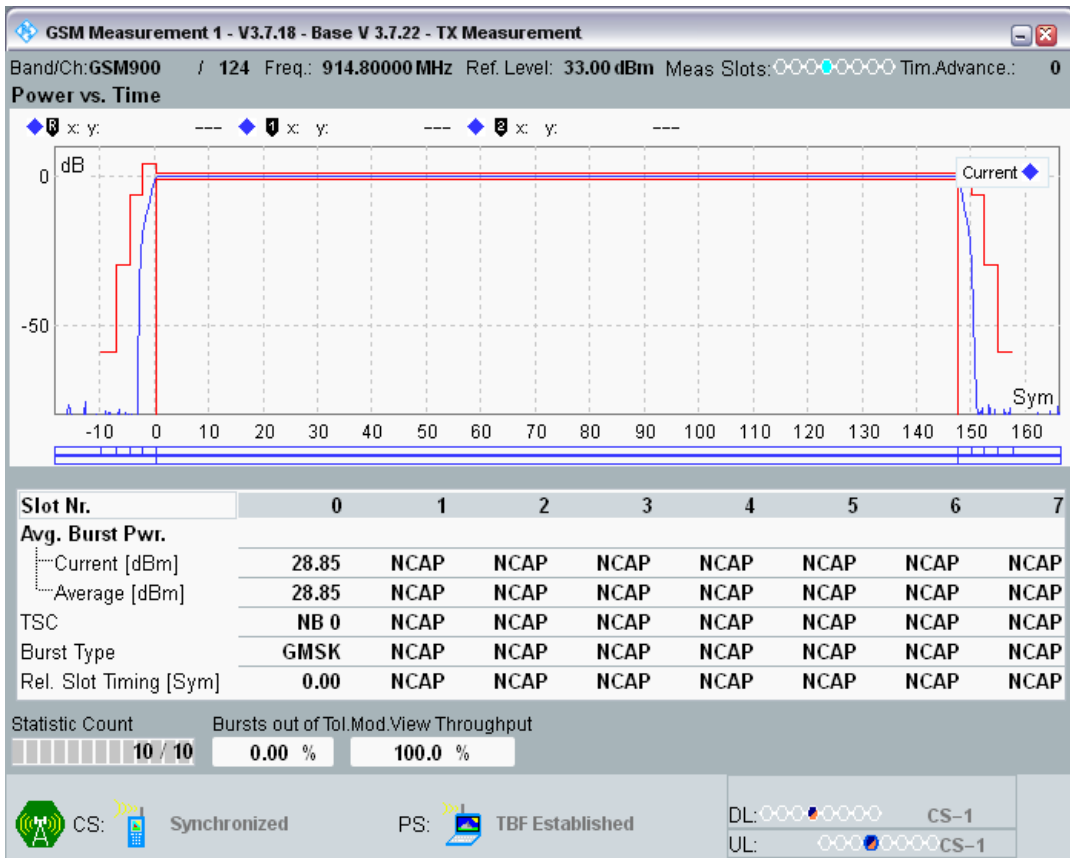 GSM Measurement 1 - V3.7.18 - Base V 3.7.22 - TX Measurement
Band/Ch:GSM900 / 124 Freq.: 914.80000 MHz Ref. Level: 33.00 dBm Meas Slots: Tim.Advance.: 0
Power vs. Time
R x: y: --- 1 x: y: --- 2 x: y: ---
dB
Current
0
-50
Sym
-10 0 10 20 30 40 50 60 70 80 90 100 110 120 130 140 150 160
Slot Nr. 0 1 2 3 4 5 6 7
Avg. Burst Pwr.
Current [dBm] 28.85 NCAP NCAP NCAP NCAP NCAP NCAP NCAP
Average [dBm] 28.85 NCAP NCAP NCAP NCAP NCAP NCAP NCAP
TSC NB 0 NCAP NCAP NCAP NCAP NCAP NCAP NCAP
Burst Type GMSK NCAP NCAP NCAP NCAP NCAP NCAP NCAP
Rel. Slot Timing [Sym] 0.00 NCAP NCAP NCAP NCAP NCAP NCAP NCAP
Statistic Count Bursts out of Tol.Mod.View Throughput
10 / 10 0.00 % 100.0 %
CS: Synchronized PS: TBF Established
DL: CS-1
UL: CS-1